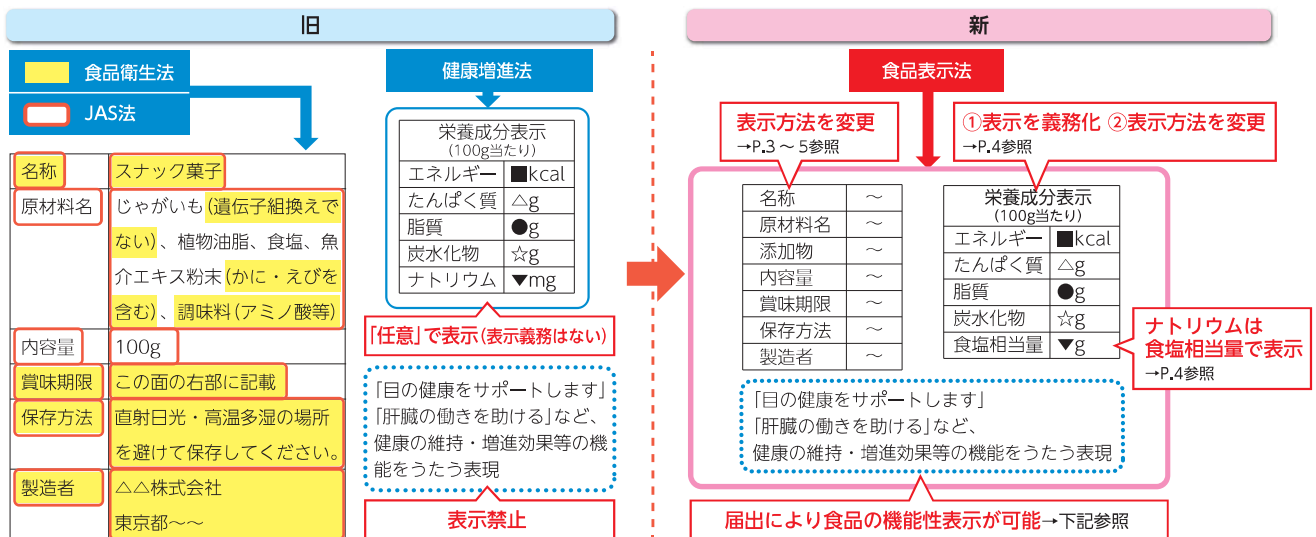 旧
食品衛生法
JAS法
名称 スナック菓子
原材料名 じゃがいも(遺伝子組換えで
ない)、植物油脂、食塩、魚
介エキス粉末(かに・えびを
含む)、調味料(アミノ酸等)
内容量 100g
賞味期限 この面の右部に記載
保存方法 直射日光・高温多湿の場所
を避けて保存してください。
製造者 △△株式会社
東京都〜〜
健康増進法
栄養成分表示
(100g当たり)
エネルギー ■kcal
たんぱく質 △g
脂質 ●g
炭水化物 ☆g
ナトリウム ▼mg
「任意」で表示(表示義務はない)
「目の健康をサポートします」
「肝臓の働きを助ける」など、
健康の維持・増進効果等の機
能をうたう表現
表示禁止
新
食品表示法
表示方法を変更
→P.3〜5参照
①表示を義務化 ②表示方法を変更
→P.4参照
名称 〜
原材料名 〜
添加物 〜
内容量 〜
賞味期限 〜
保存方法 〜
製造者 〜
栄養成分表示
(100g当たり)
エネルギー ■kcal
たんぱく質 △g
脂質 ●g
炭水化物 ☆g
食塩相当量 ▼g
ナトリウムは
食塩相当量で表示
→P.4参照
「目の健康をサポートします」
「肝臓の働きを助ける」など、
健康の維持・増進効果等の機能をうたう表現
届出により食品の機能性表示が可能→下記参照